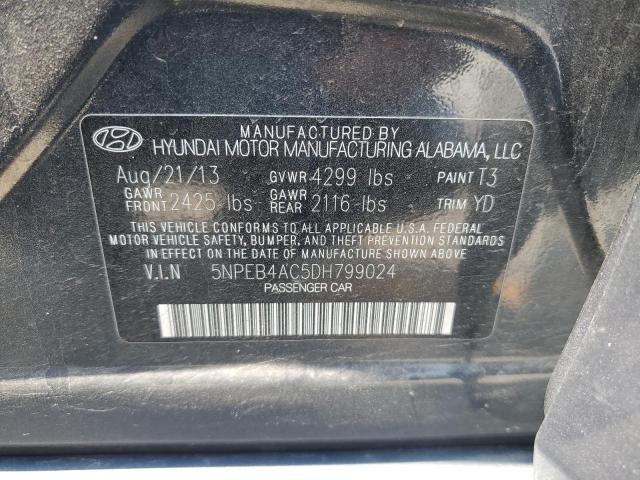 MANUFACTURED BY
HYUNDAI MOTOR MANUFACTURING ALABAMA, LLC
Aug/21/13 GVWR 4299 lbs PAINT T3
GAWR FRONT 2425 lbs GAWR REAR 2116 lbs TRIM YD
THIS VEHICLE CONFORMS TO ALL APPLICABLE U.S.A. FEDERAL
MOTOR VEHICLE SAFETY, BUMPER, AND THEFT PREVENTION STANDARDS
IN EFFECT ON THE DATE OF MANUFACTURE SHOWN ABOVE.
V.I.N 5NPEB4AC5DH799024
PASSENGER CAR